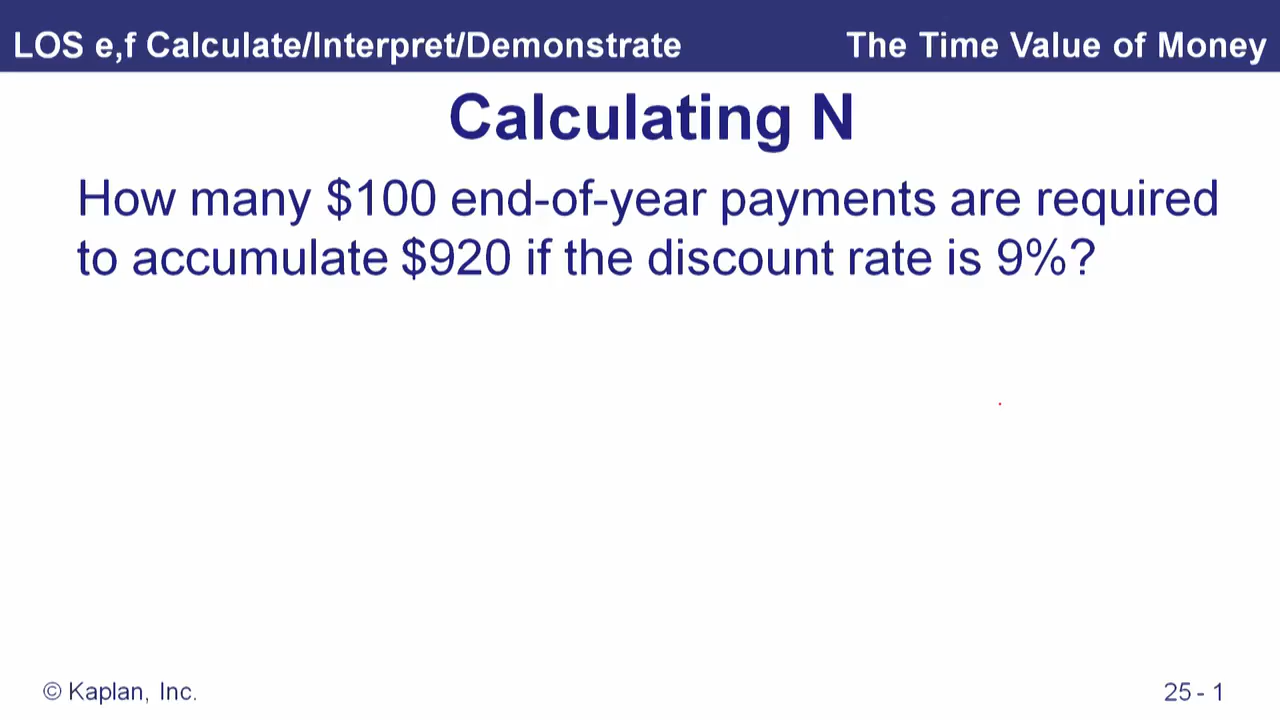 LOS e,f Calculate/Interpret/Demonstrate
The Time Value of Money
Calculating N
How many $100 end-of-year payments are required
to accumulate $920 if the discount rate is 9%?
© Kaplan, Inc.
25 - 1